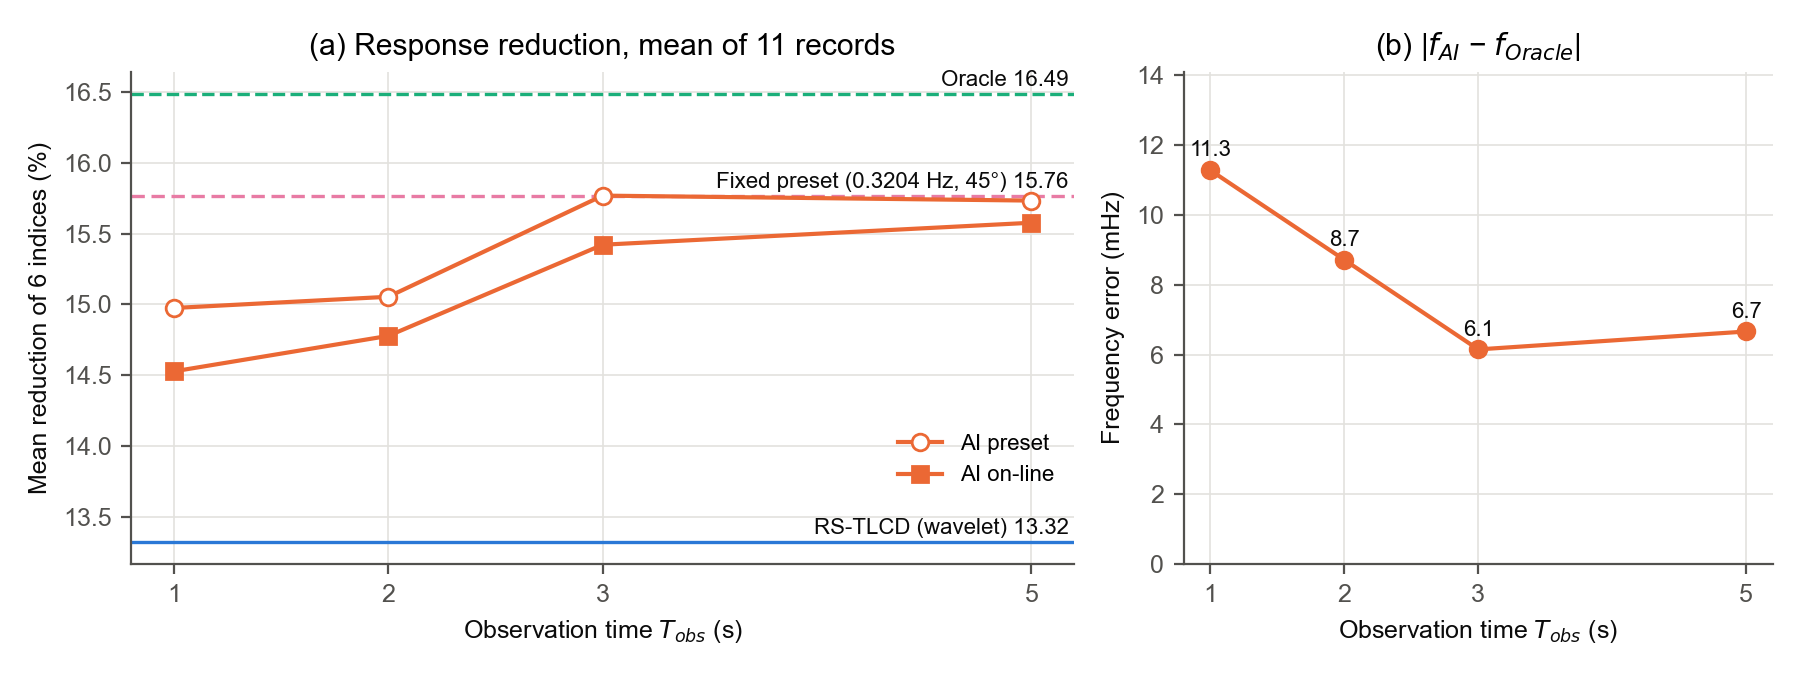 (a) Response reduction, mean of 11 records
Mean reduction of 6 indices (%)
16.5
16.0
15.5
15.0
14.5
14.0
13.5
Oracle 16.49
Fixed preset (0.3204 Hz, 45°) 15.76
AI preset
AI on-line
RS-TLCD (wavelet) 13.32
1 2 3 5
Observation time T_obs (s)
(b) |f_AI − f_Oracle|
Frequency error (mHz)
14
12
10
8
6
4
2
0
11.3
8.7
6.1
6.7
1 2 3 5
Observation time T_obs (s)